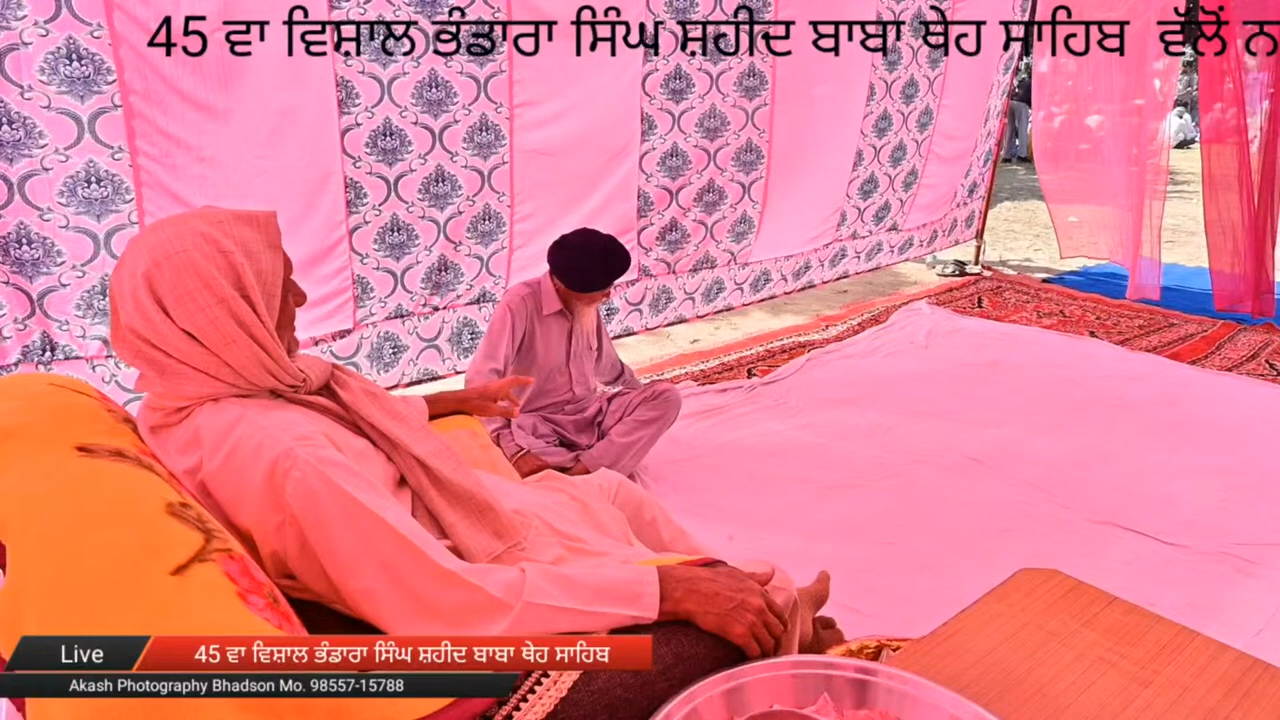 45 ਵਾ ਵਿਸ਼ਾਲ ਭੰਡਾਰਾ ਸਿੰਘ ਸ਼ਹੀਦ ਬਾਬਾ ਥੇਹ ਸਾਹਿਬ ਵੱਲੋਂ ਨ
Live
45 ਵਾ ਵਿਸ਼ਾਲ ਭੰਡਾਰਾ ਸਿੰਘ ਸ਼ਹੀਦ ਬਾਬਾ ਥੇਹ ਸਾਹਿਬ
Akash Photography Bhadson Mo. 98557-15788